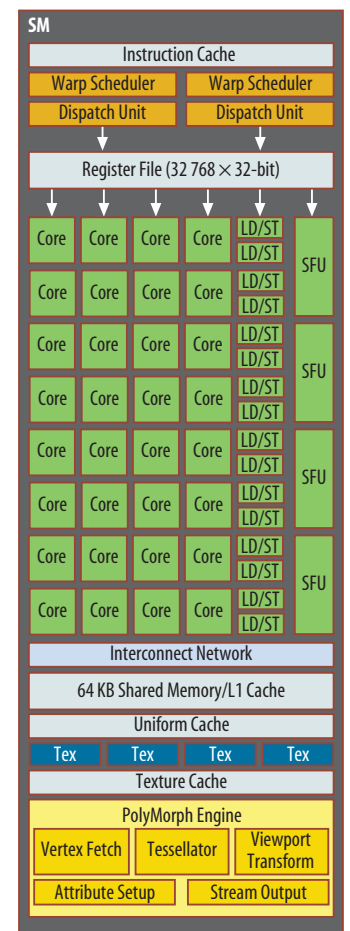 SM
Instruction Cache
Warp Scheduler Warp Scheduler
Dispatch Unit Dispatch Unit
Register File (32 768 × 32-bit)
Core Core Core Core LD/ST SFU
LD/ST
Core Core Core Core LD/ST
LD/ST
Core Core Core Core LD/ST SFU
LD/ST
Core Core Core Core LD/ST
LD/ST
Core Core Core Core LD/ST SFU
LD/ST
Core Core Core Core LD/ST
LD/ST
Core Core Core Core LD/ST SFU
LD/ST
Core Core Core Core LD/ST
LD/ST
Interconnect Network
64 KB Shared Memory/L1 Cache
Uniform Cache
Tex Tex Tex Tex
Texture Cache
PolyMorph Engine
Vertex Fetch Tessellator Viewport
Transform
Attribute Setup Stream Output